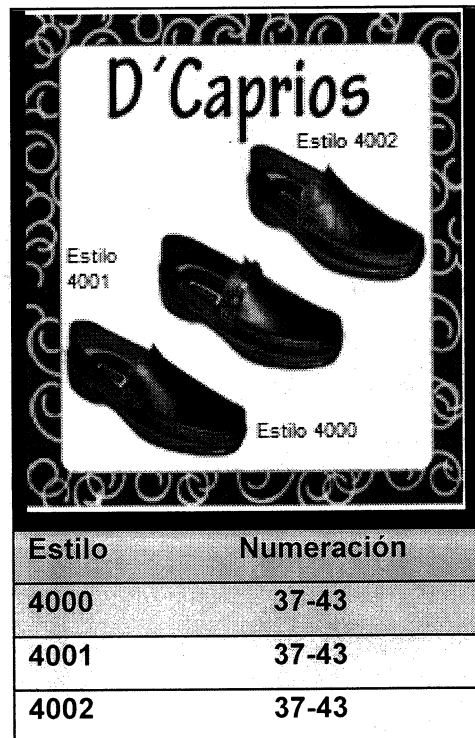 D´Caprios
Estilo 4002
Estilo
4001
Estilo 4000
Estilo Numeración
4000 37-43
4001 37-43
4002 37-43